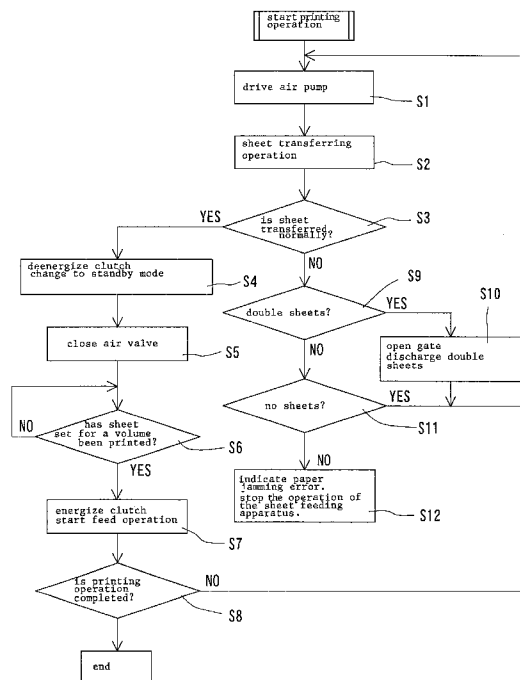 start printing
operation
drive air pump
S1
sheet transferring
operation
S2
is sheet
transferred
normally?
S3
YES
NO
deenergize clutch
change to standby mode
S4
double sheets?
S9
YES
NO
S10
open gate
discharge double
sheets
close air valve
S5
no sheets?
S11
YES
NO
has sheet
set for a volume
been printed?
S6
NO
YES
indicate paper
jamming error.
stop the operation of
the sheet feeding
apparatus.
S12
energize clutch
start feed operation
S7
is printing
operation
completed?
S8
NO
end